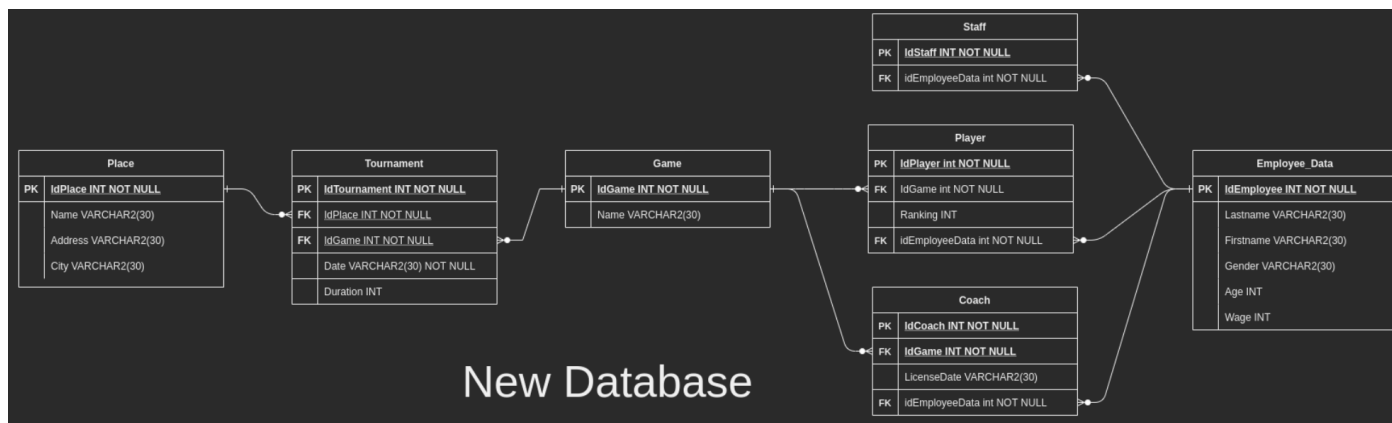 Place
PK IdPlace INT NOT NULL
Name VARCHAR2(30)
Address VARCHAR2(30)
City VARCHAR2(30)
Tournament
PK IdTournament INT NOT NULL
FK IdPlace INT NOT NULL
FK IdGame INT NOT NULL
Date VARCHAR2(30) NOT NULL
Duration INT
Game
PK IdGame INT NOT NULL
Name VARCHAR2(30)
Staff
PK IdStaff INT NOT NULL
FK idEmployeeData int NOT NULL
Player
PK IdPlayer int NOT NULL
FK IdGame int NOT NULL
Ranking INT
FK idEmployeeData int NOT NULL
Coach
PK IdCoach INT NOT NULL
FK IdGame INT NOT NULL
LicenseDate VARCHAR2(30)
FK idEmployeeData int NOT NULL
Employee_Data
PK IdEmployee INT NOT NULL
Lastname VARCHAR2(30)
Firstname VARCHAR2(30)
Gender VARCHAR2(30)
Age INT
Wage INT
New Database